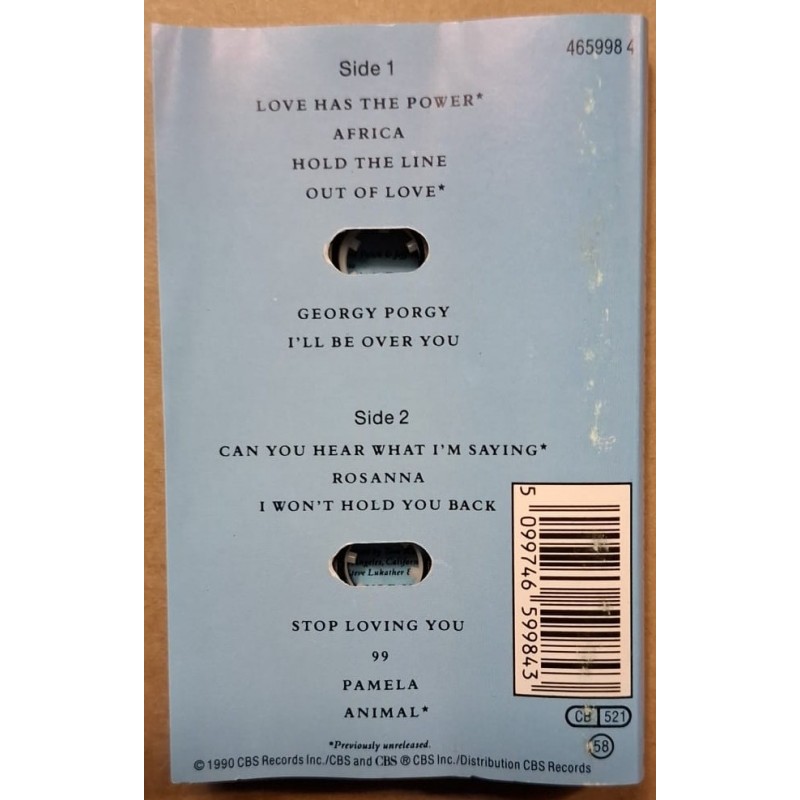 465998 4
Side 1
LOVE HAS THE POWER*
AFRICA
HOLD THE LINE
OUT OF LOVE*
GEORGY PORGY
I'LL BE OVER YOU
Side 2
CAN YOU HEAR WHAT I'M SAYING*
ROSANNA
I WON'T HOLD YOU BACK
Steve Lukather
STOP LOVING YOU
99
PAMELA
ANIMAL*
5 099746 599843
CB 521
58
*Previously unreleased.
© 1990 CBS Records Inc./CBS and CBS ® CBS Inc./Distribution CBS Records